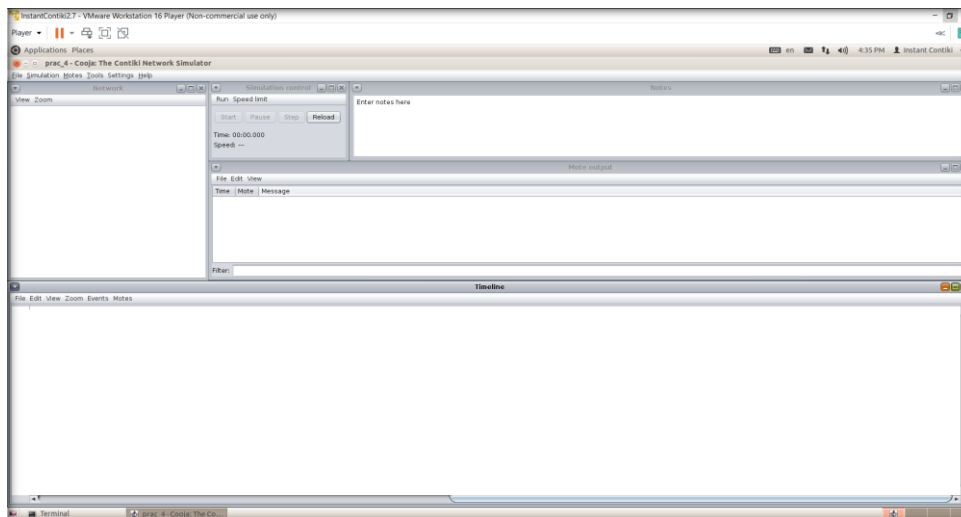 InstantContiki2.7 - VMware Workstation 16 Player (Non-commercial use only)
Player
Applications Places
en
4:35 PM
Instant Contiki
prac_4 - Cooja: The Contiki Network Simulator
File Simulation Motes Tools Settings Help
Network
View Zoom
Simulation control
Run Speed limit
Start Pause Step Reload
Time: 00:00.000
Speed: ---
Notes
Enter notes here
Mote output
File Edit View
Time Mote Message
Filter:
Timeline
File Edit View Zoom Events Motes
Terminal
prac_4 - Cooja: The Co...